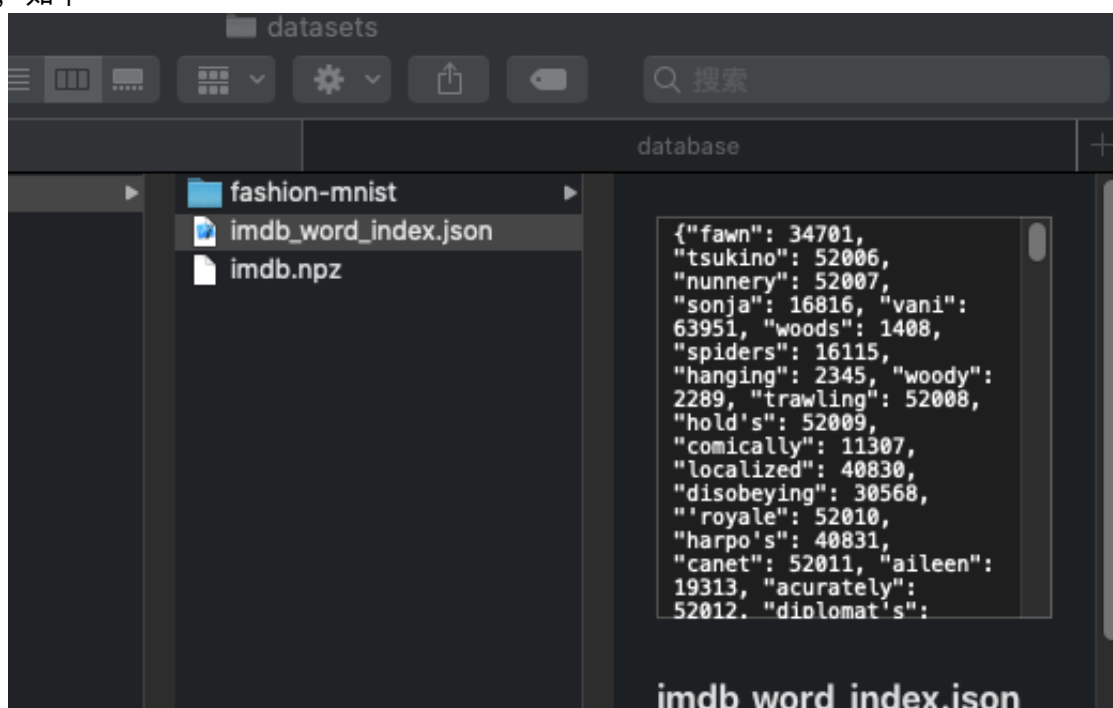 datasets
搜索
database
fashion-mnist
imdb_word_index.json
imdb.npz
{"fawn": 34701,
"tsukino": 52006,
"nunnery": 52007,
"sonja": 16816, "vani":
63951, "woods": 1408,
"spiders": 16115,
"hanging": 2345, "woody":
2289, "trawling": 52008,
"hold's": 52009,
"comically": 11307,
"localized": 40830,
"disobeying": 30568,
"'royale": 52010,
"harpo's": 40831,
"canet": 52011, "aileen":
19313, "acurately":
52012, "diplomat's":
imdb_word_index.json